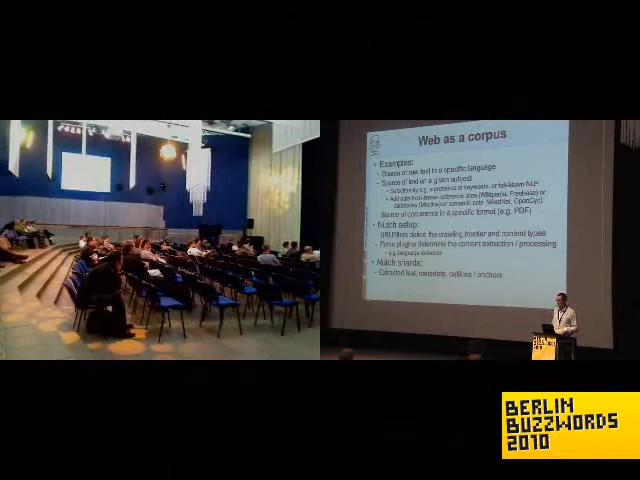 Web as a corpus
• Examples:
– Source of raw text in a specific language
– Source of text on a given subject
• Selection by e.g. a presence of keywords, or full-blown NLP
• Add data from known reference sites (Wikipedia, Freebase) or
databases (Medline) or semantic nets (WordNet, OpenCyc)
– Source of documents in a specific format (e.g. PDF)
• Nutch setup:
– URLFilters define the crawling frontier and content types
– Parse plugins determine the content extraction / processing
• e.g. language detection
• Nutch shards:
– Extracted text, metadata, outlinks / anchors
BERLIN
BUZZWORDS
2010
BERLIN
BUZZWORDS
2010